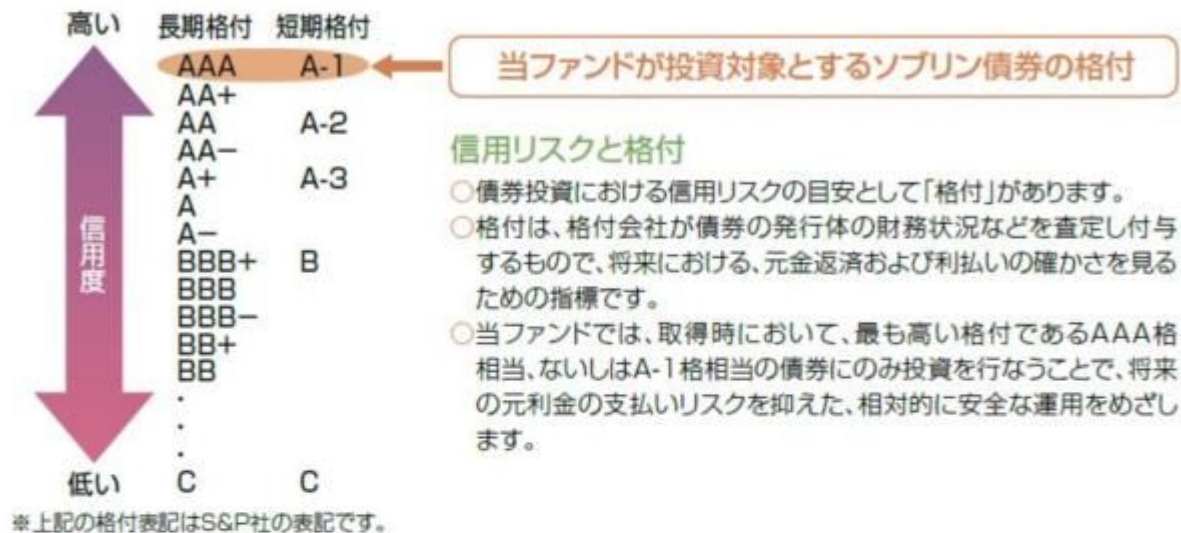 高い 長期格付 短期格付
AAA A-1
当ファンドが投資対象とするソブリン債券の格付
AA+
AA A-2
AA−
A+ A-3
A
A−
BBB+ B
BBB
BBB−
BB+
BB
・
・
・
低い C C
信用度
※上記の格付表記はS&P社の表記です。
信用リスクと格付
○債券投資における信用リスクの目安として「格付」があります。
○格付は、格付会社が債券の発行体の財務状況などを査定し付与
するもので、将来における、元金返済および利払いの確かさを見る
ための指標です。
○当ファンドでは、取得時において、最も高い格付であるAAA格
相当、ないしはA-1格相当の債券にのみ投資を行なうことで、将来
の元利金の支払いリスクを抑えた、相対的に安全な運用をめざし
ます。